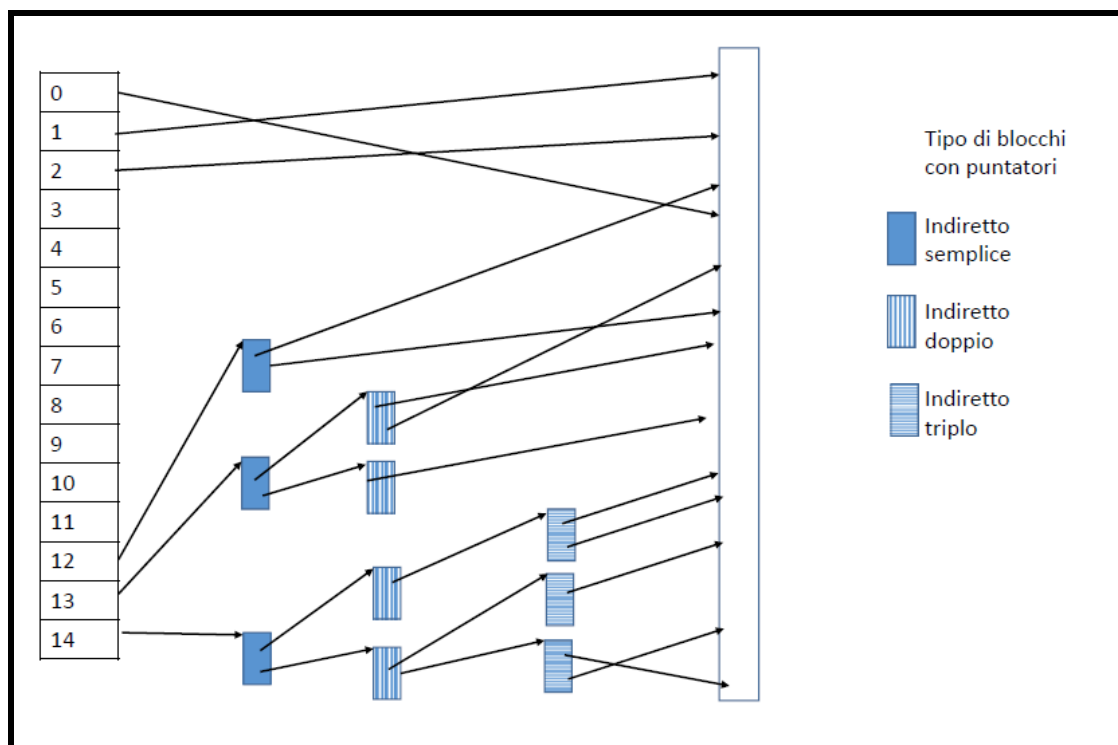 0
1
2
3
4
5
6
7
8
9
10
11
12
13
14
Tipo di blocchi
con puntatori
Indiretto
semplice
Indiretto
doppio
Indiretto
triplo